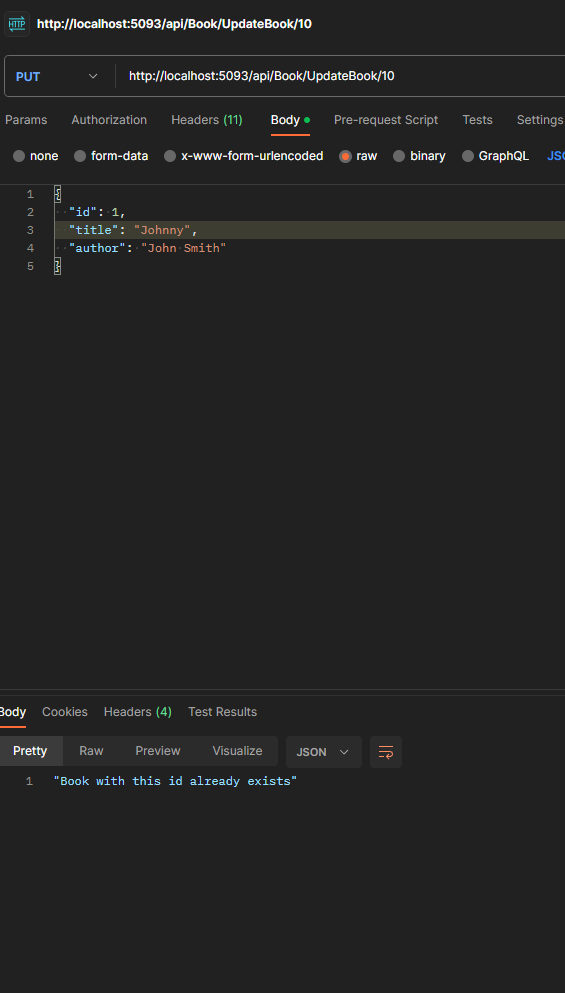 HTTP http://localhost:5093/api/Book/UpdateBook/10
PUT http://localhost:5093/api/Book/UpdateBook/10
Params Authorization Headers (11) Body Pre-request Script Tests Settings
none form-data x-www-form-urlencoded raw binary GraphQL JSO
1 {
2 "id": 1,
3 "title": "Johnny",
4 "author": "John Smith"
5 }
Body Cookies Headers (4) Test Results
Pretty Raw Preview Visualize JSON
1 "Book with this id already exists"